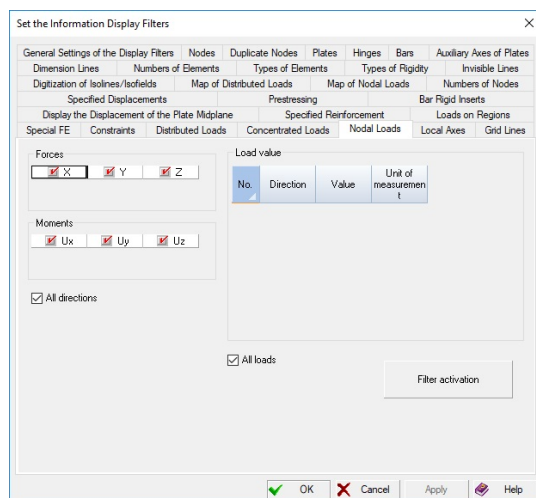 Set the Information Display Filters
General Settings of the Display Filters Nodes Duplicate Nodes Plates Hinges Bars Auxiliary Axes of Plates
Dimension Lines Numbers of Elements Types of Elements Types of Rigidity Invisible Lines
Digitization of Isolines/Isofields Map of Distributed Loads Map of Nodal Loads Numbers of Nodes
Specified Displacements Prestressing Bar Rigid Inserts
Display the Displacement of the Plate Midplane Specified Reinforcement Loads on Regions
Special FE Constraints Distributed Loads Concentrated Loads Nodal Loads Local Axes Grid Lines
Forces
X Y Z
Moments
Ux Uy Uz
All directions
Load value
No. Direction Value Unit of
measuremen
t
All loads
Filter activation
OK Cancel Apply Help